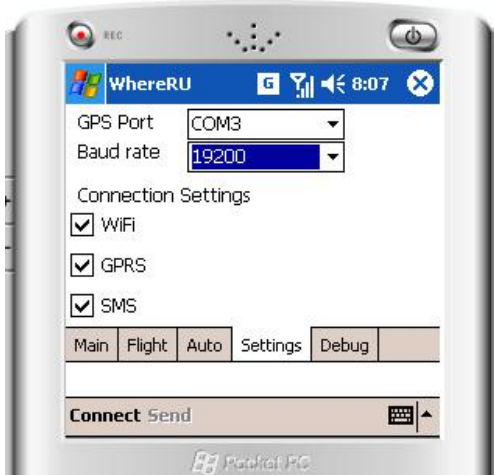 REC
WhereRU G 8:07
GPS Port COM3
Baud rate 19200
Connection Settings
WiFi
GPRS
SMS
Main Flight Auto Settings Debug
Connect Send
Pocket PC